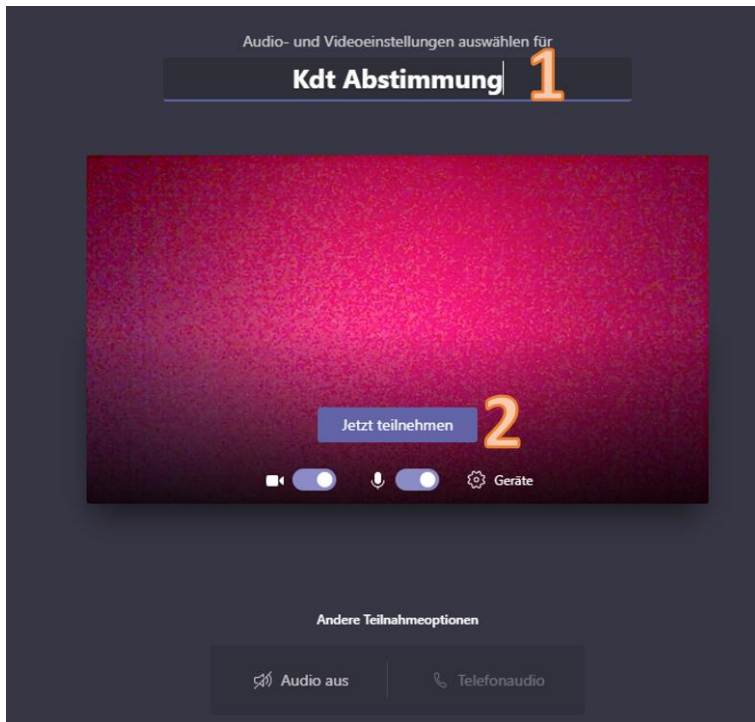 Audio- und Videoeinstellungen auswählen für
Kdt Abstimmung
1
Jetzt teilnehmen
2
Geräte
Andere Teilnahmeoptionen
Audio aus
Telefonaudio